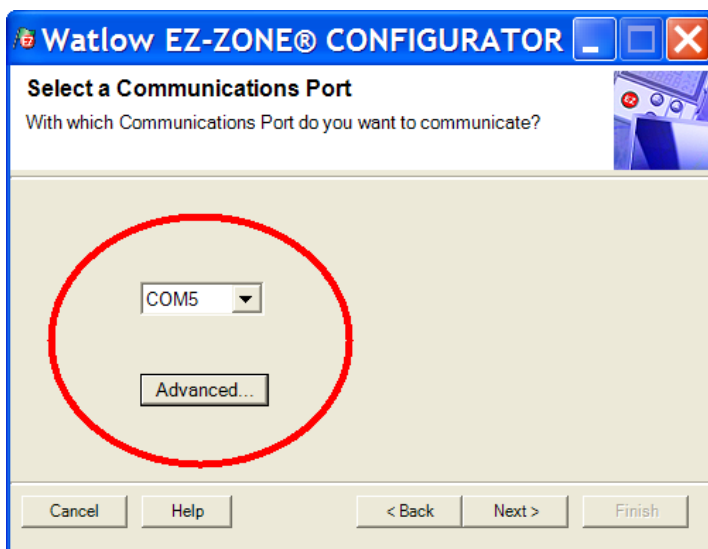 Watlow EZ-ZONE® CONFIGURATOR
Select a Communications Port
With which Communications Port do you want to communicate?
EZ
COM5
Advanced...
Cancel Help < Back Next > Finish